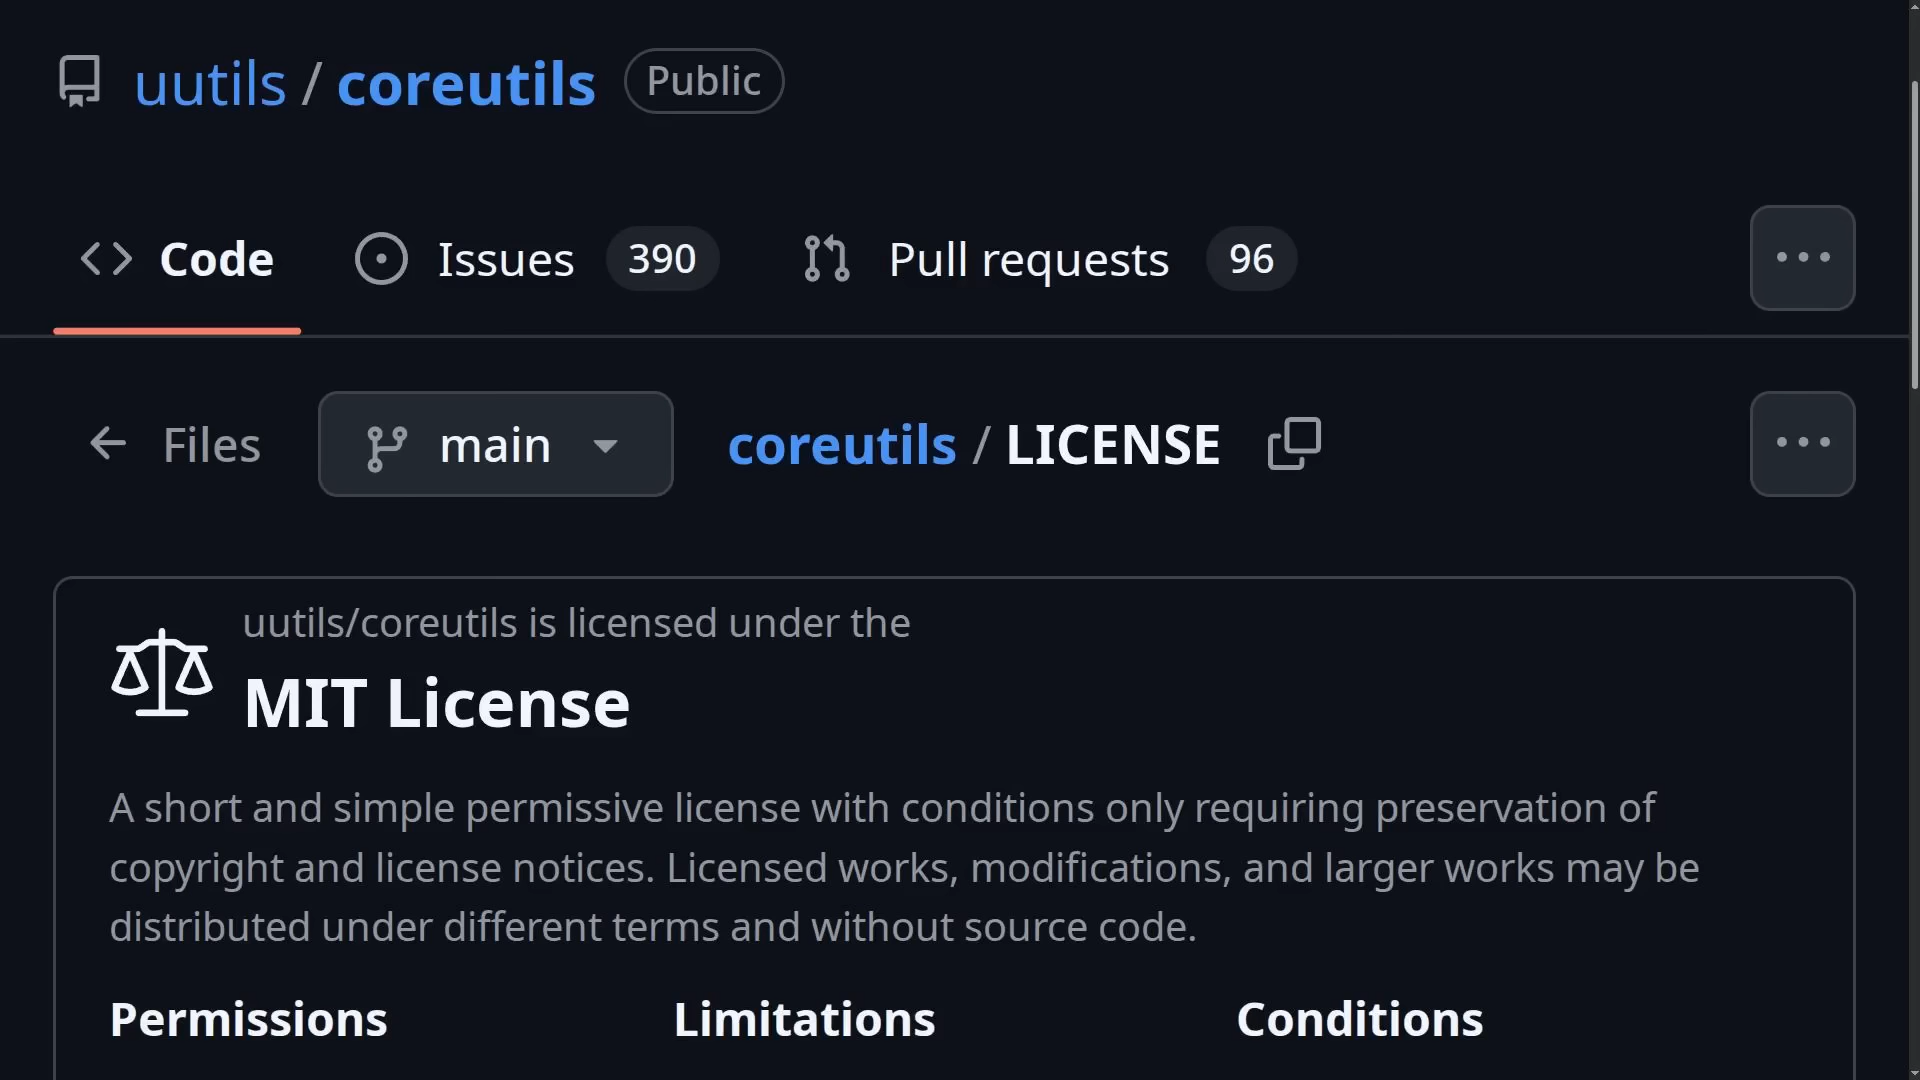 uutils / coreutils Public
Code Issues 390 Pull requests 96
Files main coreutils / LICENSE
uutils/coreutils is licensed under the
MIT License
A short and simple permissive license with conditions only requiring preservation of
copyright and license notices. Licensed works, modifications, and larger works may be
distributed under different terms and without source code.
Permissions Limitations Conditions